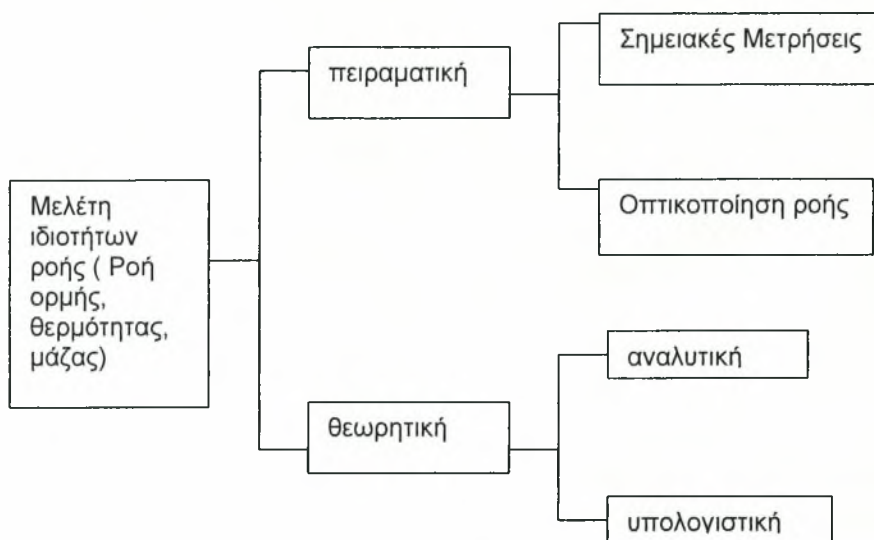 Μελέτη
ιδιοτήτων
ροής ( Ροή
ορμής,
θερμότητας,
μάζας)
πειραματική
Σημειακές Μετρήσεις
Οπτικοποίηση ροής
θεωρητική
αναλυτική
υπολογιστική